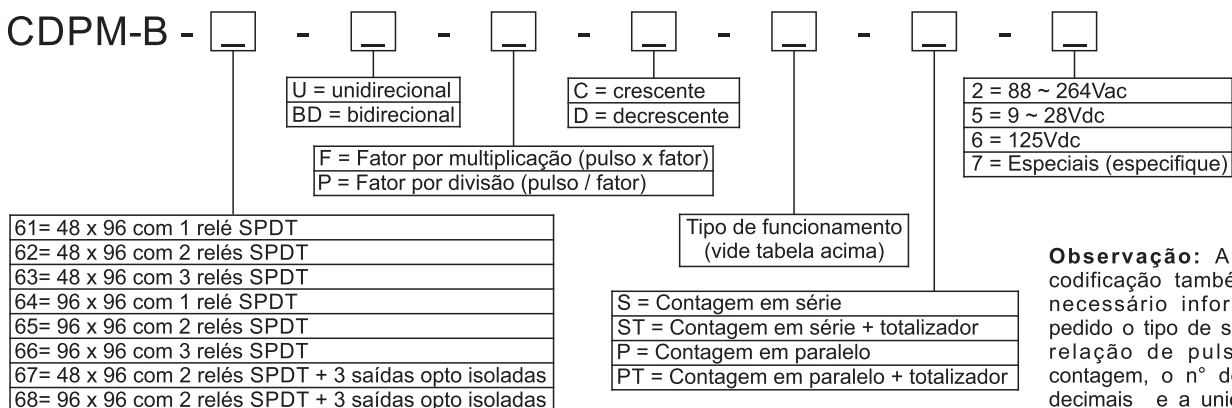 CDPM-B - _ - _ - _ - _ - _ - _ - _
U = unidirecional
BD = bidirecional
C = crescente
D = decrescente
2 = 88 ~ 264Vac
5 = 9 ~ 28Vdc
6 = 125Vdc
7 = Especiais (especifique)
F = Fator por multiplicação (pulso x fator)
P = Fator por divisão (pulso / fator)
61= 48 x 96 com 1 relé SPDT
62= 48 x 96 com 2 relés SPDT
63= 48 x 96 com 3 relés SPDT
64= 96 x 96 com 1 relé SPDT
65= 96 x 96 com 2 relés SPDT
66= 96 x 96 com 3 relés SPDT
67= 48 x 96 com 2 relés SPDT + 3 saídas opto isoladas
68= 96 x 96 com 2 relés SPDT + 3 saídas opto isoladas
Tipo de funcionamento
(vide tabela acima)
S = Contagem em série
ST = Contagem em série + totalizador
P = Contagem em paralelo
PT = Contagem em paralelo + totalizador
Observação: A
codificação
necessário
pedido o tipo de
relação de
contagem, o n°
decimais e a